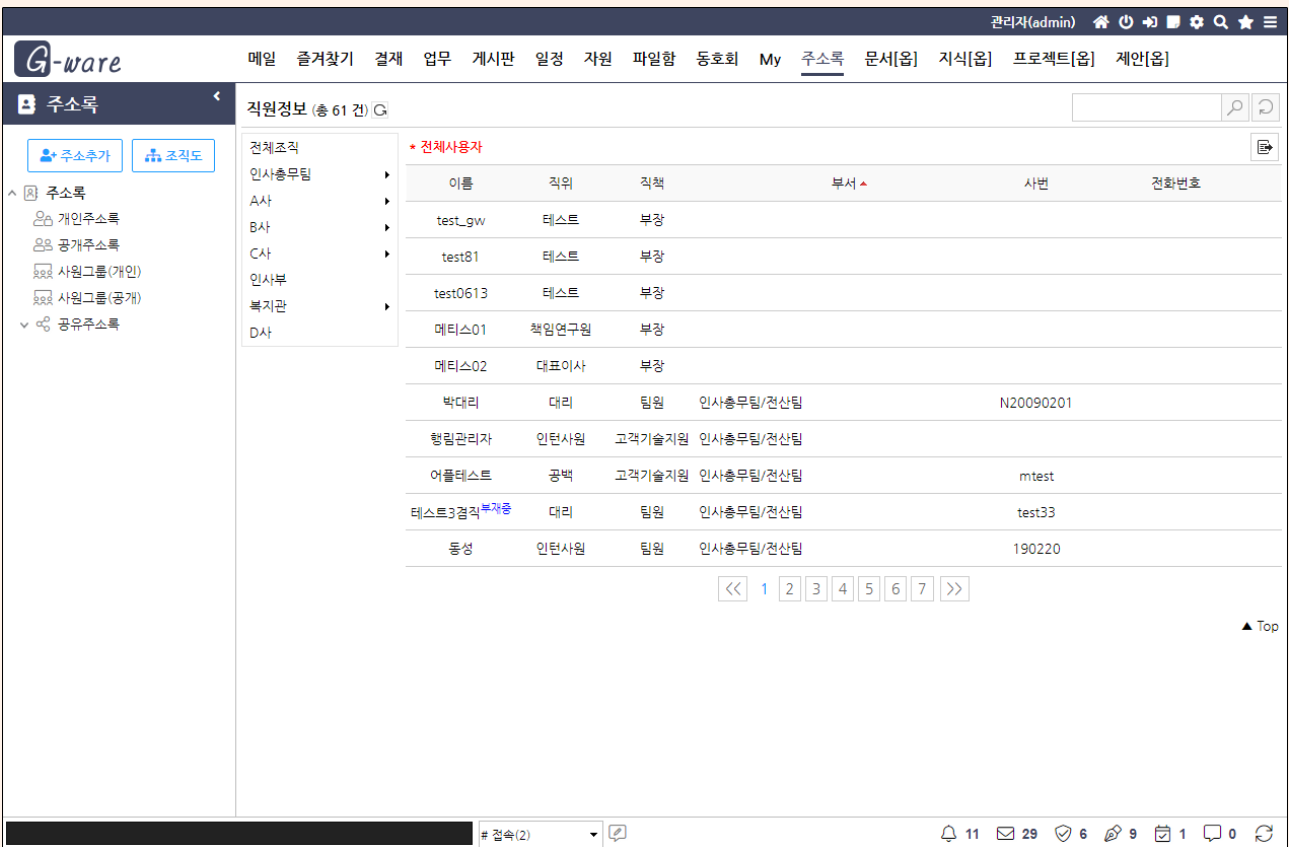 관리자(admin)
G-ware 메일 즐겨찾기 결재 업무 게시판 일정 자원 파일함 동호회 My 주소록 문서[옵] 지식[옵] 프로젝트[옵] 제안[옵]
주소록
주소추가 조직도
주소록
개인주소록
공개주소록
사원그룹(개인)
사원그룹(공개)
공유주소록
직원정보 (총 61 건)
전체조직
인사총무팀
A사
B사
C사
인사부
복지관
D사
* 전체사용자
이름 직위 직책 부서 사번 전화번호
test_gw 테스트 부장
test81 테스트 부장
test0613 테스트 부장
메티스01 책임연구원 부장
메티스02 대표이사 부장
박대리 대리 팀원 인사총무팀/전산팀 N20090201
행림관리자 인턴사원 고객기술지원 인사총무팀/전산팀
어플테스트 공백 고객기술지원 인사총무팀/전산팀 mtest
테스트3겸직부재중 대리 팀원 인사총무팀/전산팀 test33
동성 인턴사원 팀원 인사총무팀/전산팀 190220
<< 1 2 3 4 5 6 7 >>
▲ Top
# 접속(2) 11 29 6 9 1 0